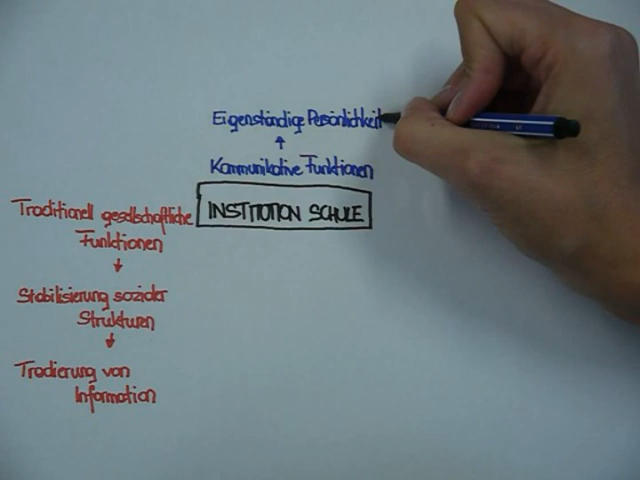 Eigenständige Persönlichkeit
Kommunikative Funktionen
INSTITUTION SCHULE
Traditionell gesellschaftliche
Funktionen
Stabilisierung sozialer
Strukturen
Tradierung von
Information